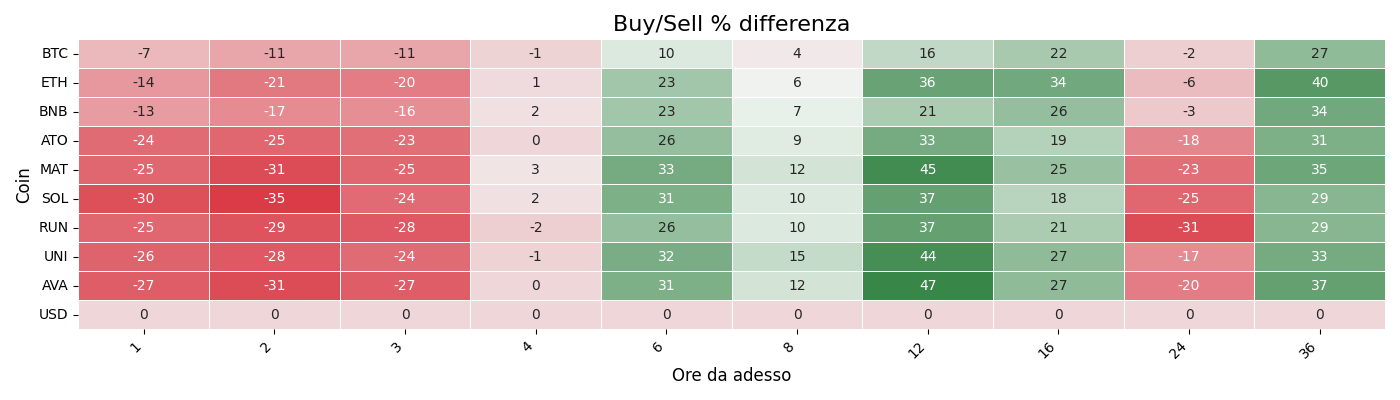 Buy/Sell % differenza
Coin
BTC -7 -11 -11 -1 10 4 16 22 -2 27
ETH -14 -21 -20 1 23 6 36 34 -6 40
BNB -13 -17 -16 2 23 7 21 26 -3 34
ATO -24 -25 -23 0 26 9 33 19 -18 31
MAT -25 -31 -25 3 33 12 45 25 -23 35
SOL -30 -35 -24 2 31 10 37 18 -25 29
RUN -25 -29 -28 -2 26 10 37 21 -31 29
UNI -26 -28 -24 -1 32 15 44 27 -17 33
AVA -27 -31 -27 0 31 12 47 27 -20 37
USD 0 0 0 0 0 0 0 0 0 0
1 2 3 4 6 8 12 16 24 36
Ore da adesso